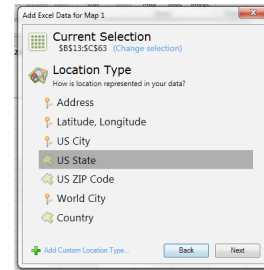 Add Excel Data for Map 1
Current Selection
$B$13:$C$63 (Change selection)
Location Type
How is location represented in your data?
Address
Latitude, Longitude
US City
US State
US ZIP Code
World City
Country
Add Custom Location Type...
Back
Next